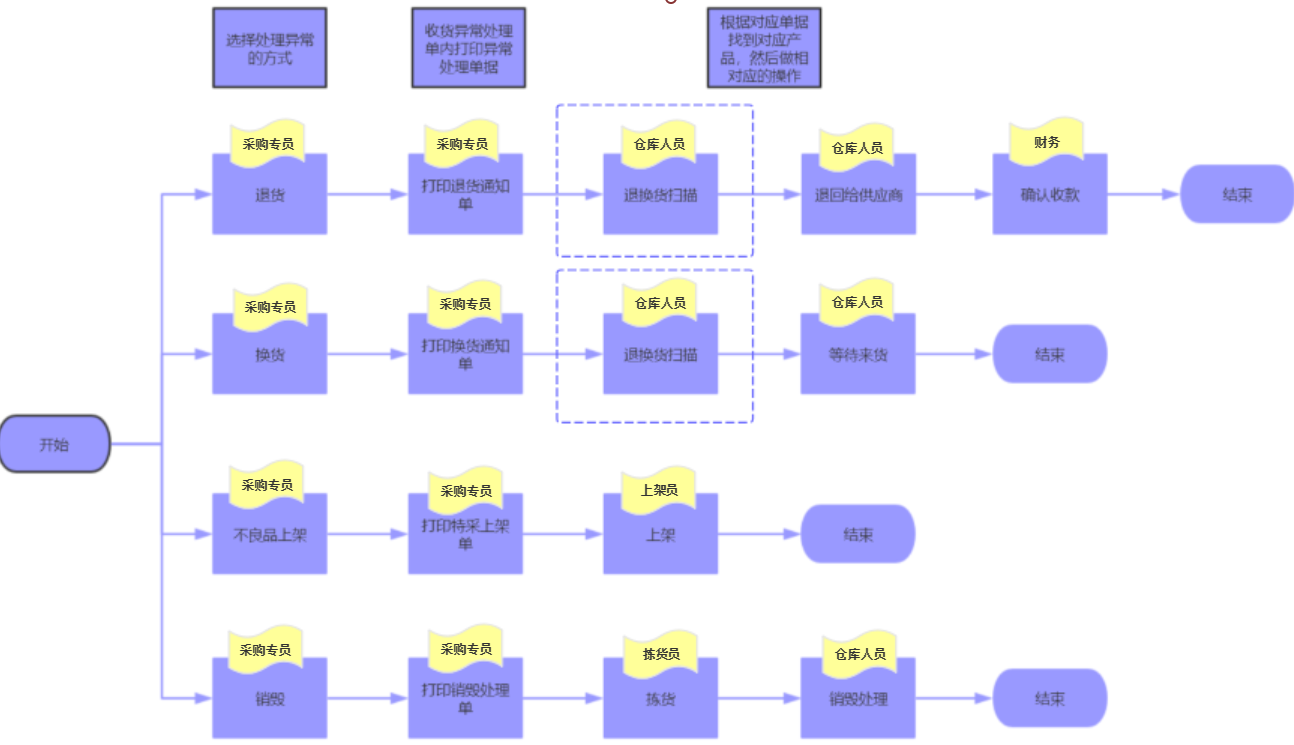 选择处理异常
的方式
收货异常处理
单内打印异常
处理单据
根据对应单据
找到对应产
品，然后做相
对应的操作
采购专员
退货
采购专员
打印退货通知
单
仓库人员
退换货扫描
仓库人员
退回给供应商
财务
确认收款
结束
采购专员
换货
采购专员
打印换货通知
单
仓库人员
退换货扫描
仓库人员
等待来货
结束
开始
采购专员
不良品上架
采购专员
打印特采上架
单
上架员
上架
结束
采购专员
销毁
采购专员
打印销毁处理
单
拣货员
拣货
仓库人员
销毁处理
结束